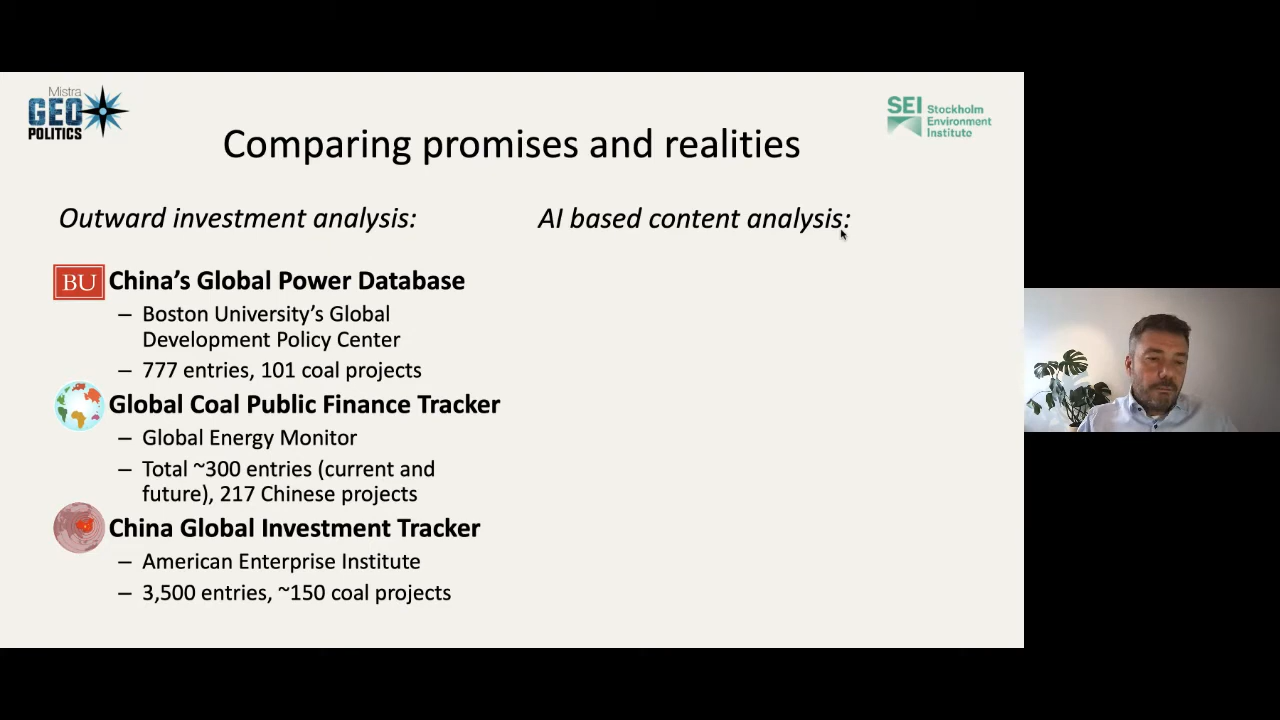 Mistra
GEO
POLITICS
SEI Stockholm
Environment
Institute
Comparing promises and realities
Outward investment analysis:
BU China’s Global Power Database
– Boston University’s Global
Development Policy Center
– 777 entries, 101 coal projects
Global Coal Public Finance Tracker
– Global Energy Monitor
– Total ~300 entries (current and
future), 217 Chinese projects
China Global Investment Tracker
– American Enterprise Institute
– 3,500 entries, ~150 coal projects
AI based content analysis: